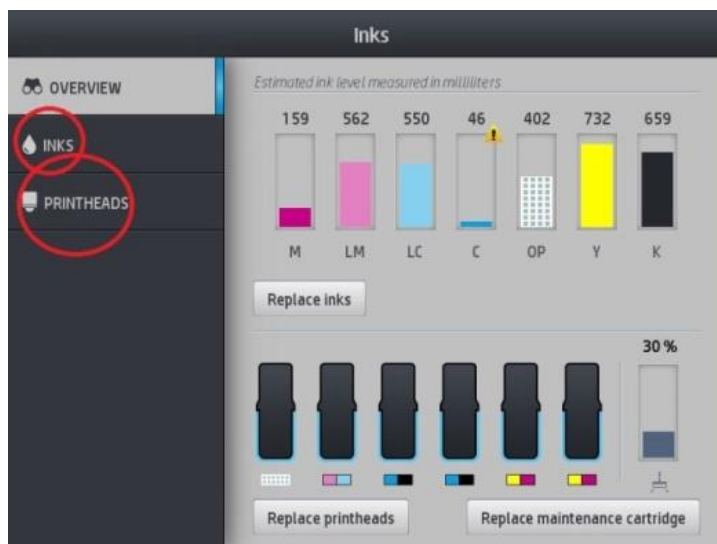 Inks
OVERVIEW
INKS
PRINTHEADS
Estimated ink level measured in milliliters
159 562 550 46 402 732 659
M LM LC C OP Y K
Replace inks
30 %
Replace printheads
Replace maintenance cartridge